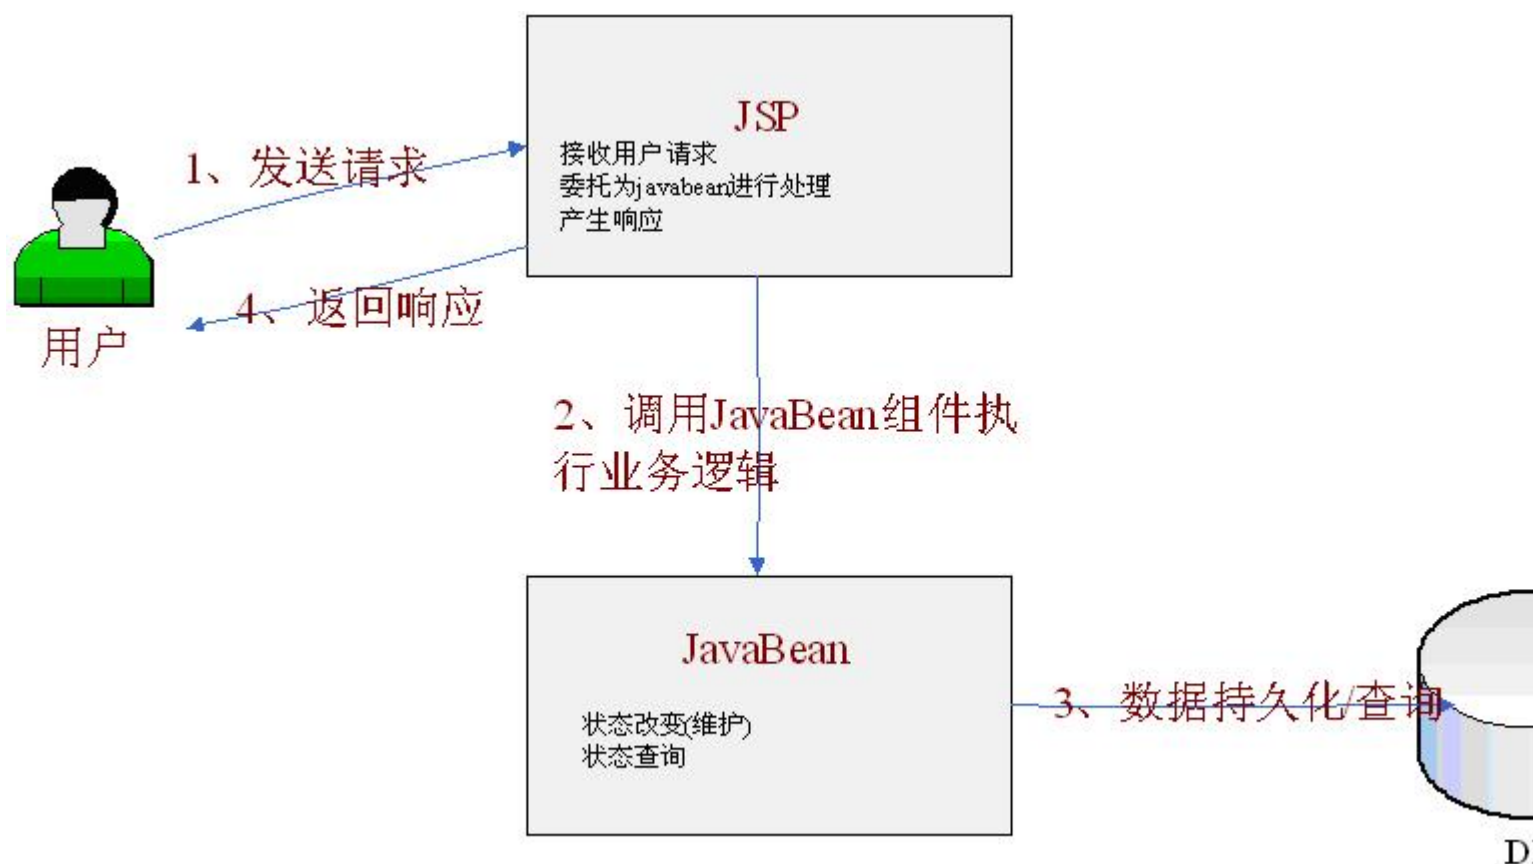 JSP
接收用户请求
委托为javabean进行处理
产生响应
1、发送请求
4、返回响应
用户
2、调用JavaBean组件执
行业务逻辑
JavaBean
状态改变(维护)
状态查询
3、数据持久化/查询